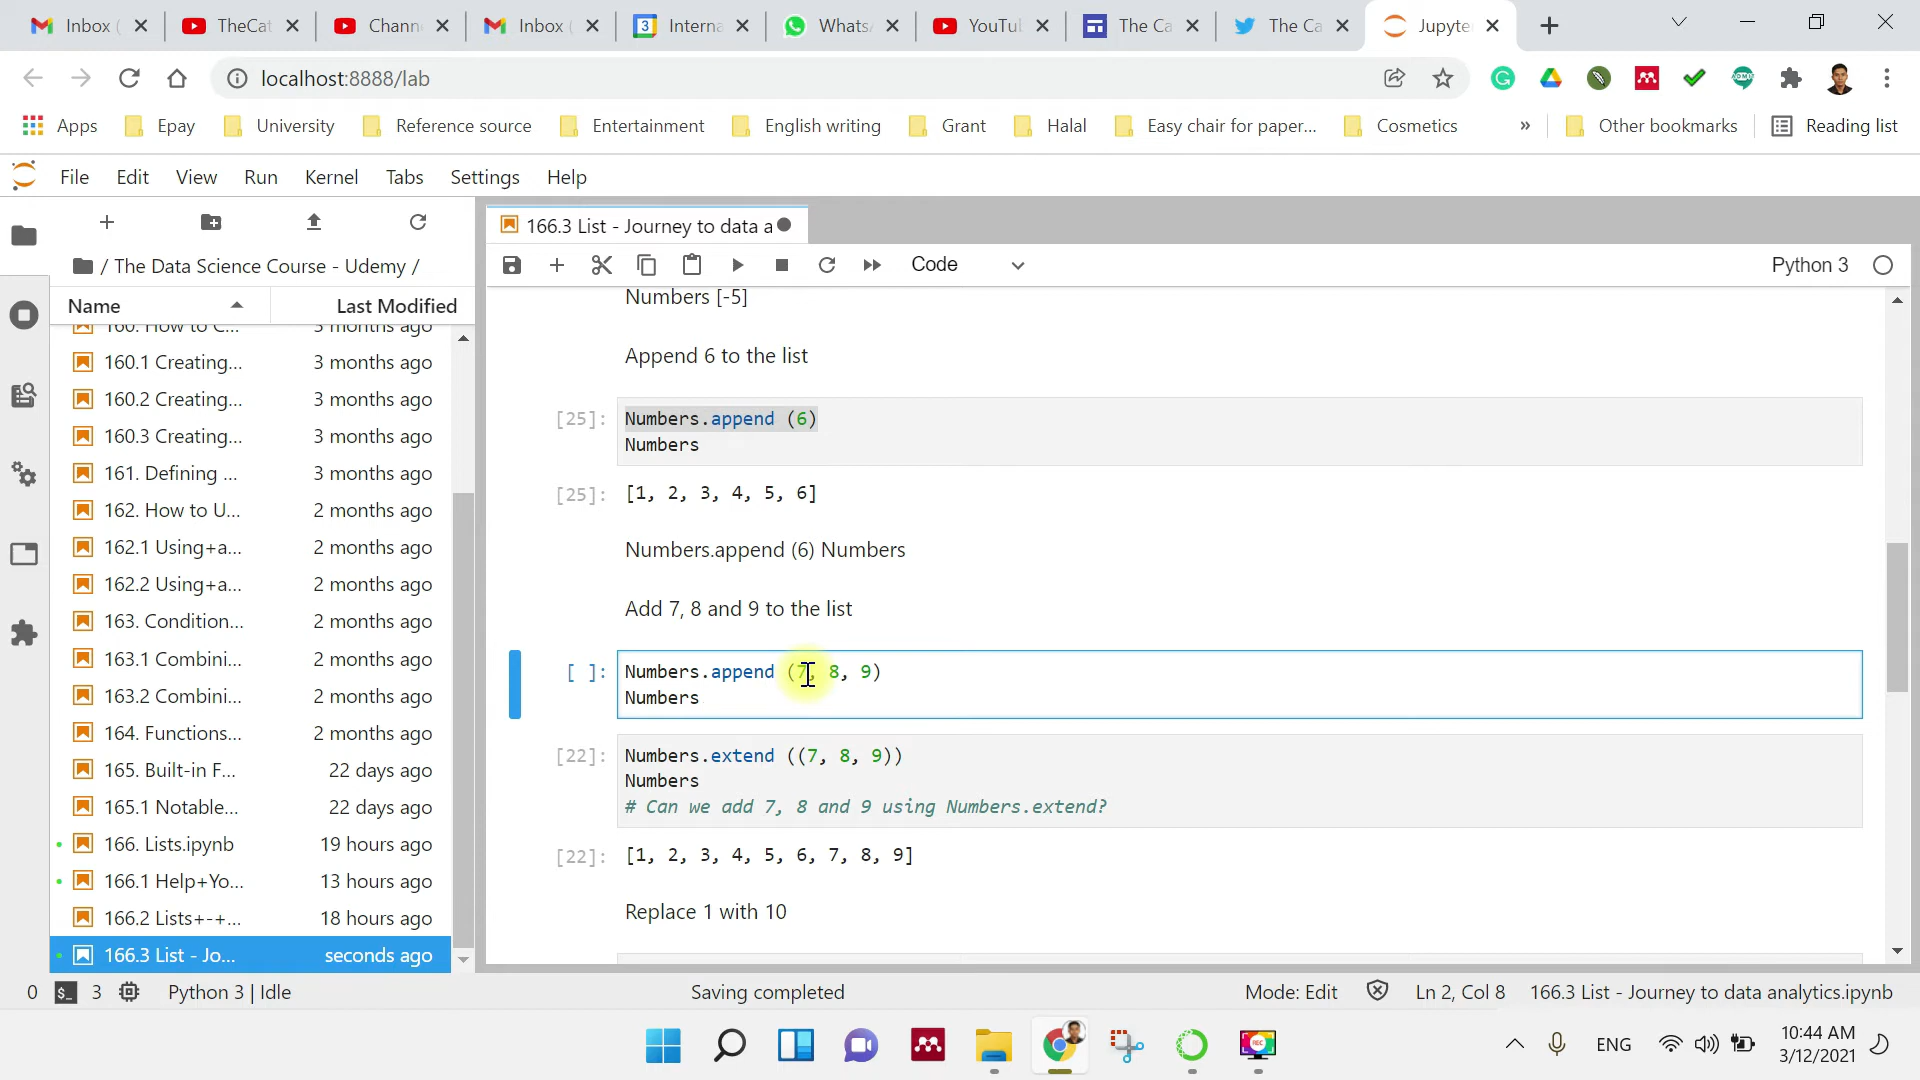 Inbox (
TheCat
Chann
Inbox (
Interna
WhatsA
YouTub
The Ca
The Ca
Jupyte
localhost:8888/lab
Apps
Epay
University
Reference source
Entertainment
English writing
Grant
Halal
Easy chair for paper...
Cosmetics
»
Other bookmarks
Reading list
File
Edit
View
Run
Kernel
Tabs
Settings
Help
166.3 List - Journey to data a
/ The Data Science Course - Udemy /
Code
Python 3
Name
Last Modified
160. How to C...
3 months ago
160.1 Creating...
3 months ago
160.2 Creating...
3 months ago
160.3 Creating...
3 months ago
161. Defining ...
3 months ago
162. How to U...
2 months ago
162.1 Using+a...
2 months ago
162.2 Using+a...
2 months ago
163. Condition...
2 months ago
163.1 Combini...
2 months ago
163.2 Combini...
2 months ago
164. Functions...
2 months ago
165. Built-in F...
22 days ago
165.1 Notable...
22 days ago
166. Lists.ipynb
19 hours ago
166.1 Help+Yo...
13 hours ago
166.2 Lists+-+...
18 hours ago
166.3 List - Jo...
seconds ago
Numbers [-5]
Append 6 to the list
[25]:
Numbers.append (6)
Numbers
[25]:
[1, 2, 3, 4, 5, 6]
Numbers.append (6) Numbers
Add 7, 8 and 9 to the list
[ ]:
Numbers.append (7, 8, 9)
Numbers
[22]:
Numbers.extend ((7, 8, 9))
Numbers
# Can we add 7, 8 and 9 using Numbers.extend?
[22]:
[1, 2, 3, 4, 5, 6, 7, 8, 9]
Replace 1 with 10
0
3
Python 3 | Idle
Saving completed
Mode: Edit
Ln 2, Col 8
166.3 List - Journey to data analytics.ipynb
ENG
10:44 AM
3/12/2021